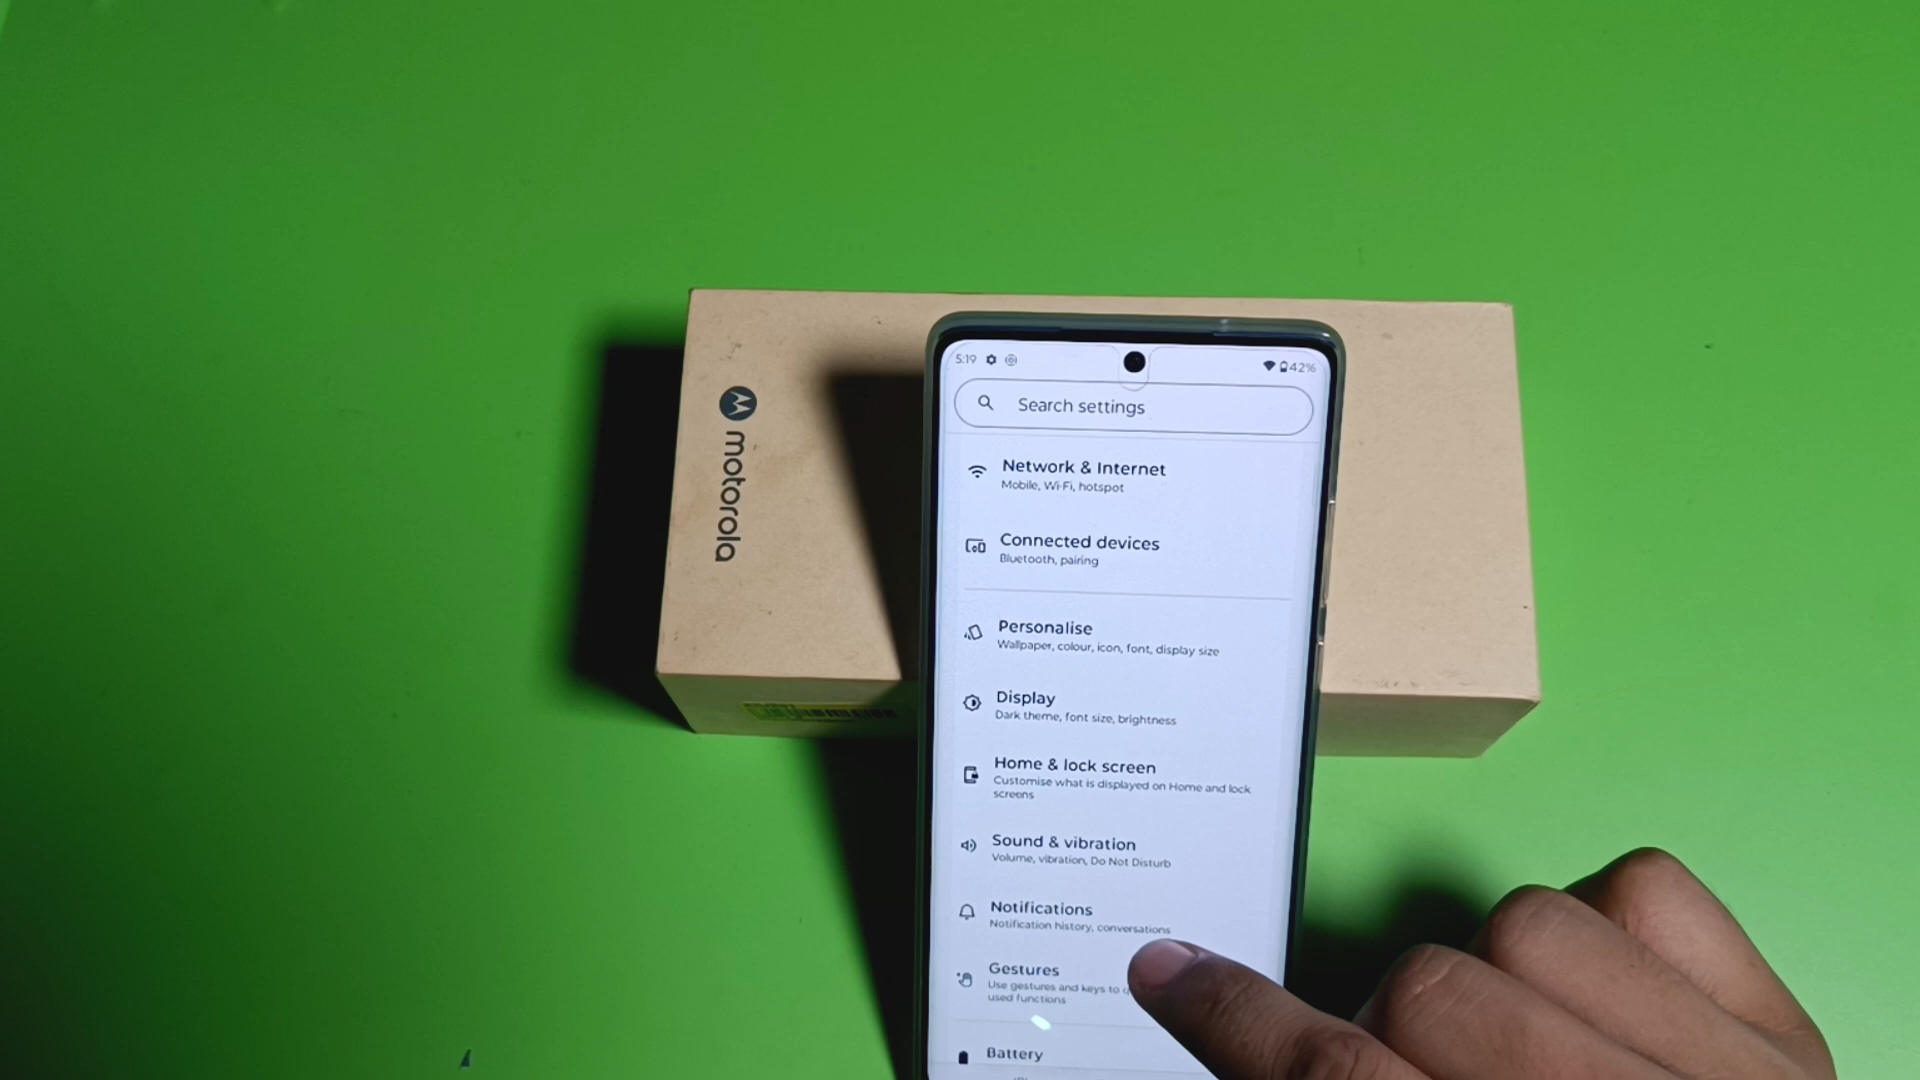 motorola
5:19
42%
Search settings
Network & Internet
Mobile, Wi-Fi, hotspot
Connected devices
Bluetooth, pairing
Personalise
Wallpaper, colour, icon, font, display size
Display
Dark theme, font size, brightness
Home & lock screen
Customise what is displayed on Home and lock
screens
Sound & vibration
Volume, vibration, Do Not Disturb
Notifications
Notification history, conversations
Gestures
Use gestures and keys to
used functions
Battery